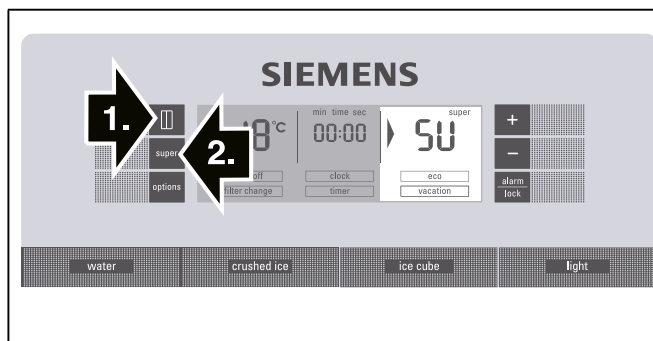 SIEMENS
1.
2.
super
options
18°C
min time sec
00:00
super
SU
off
clock
eco
filter change
timer
vacation
+
−
alarm
lock
water
crushed ice
ice cube
light